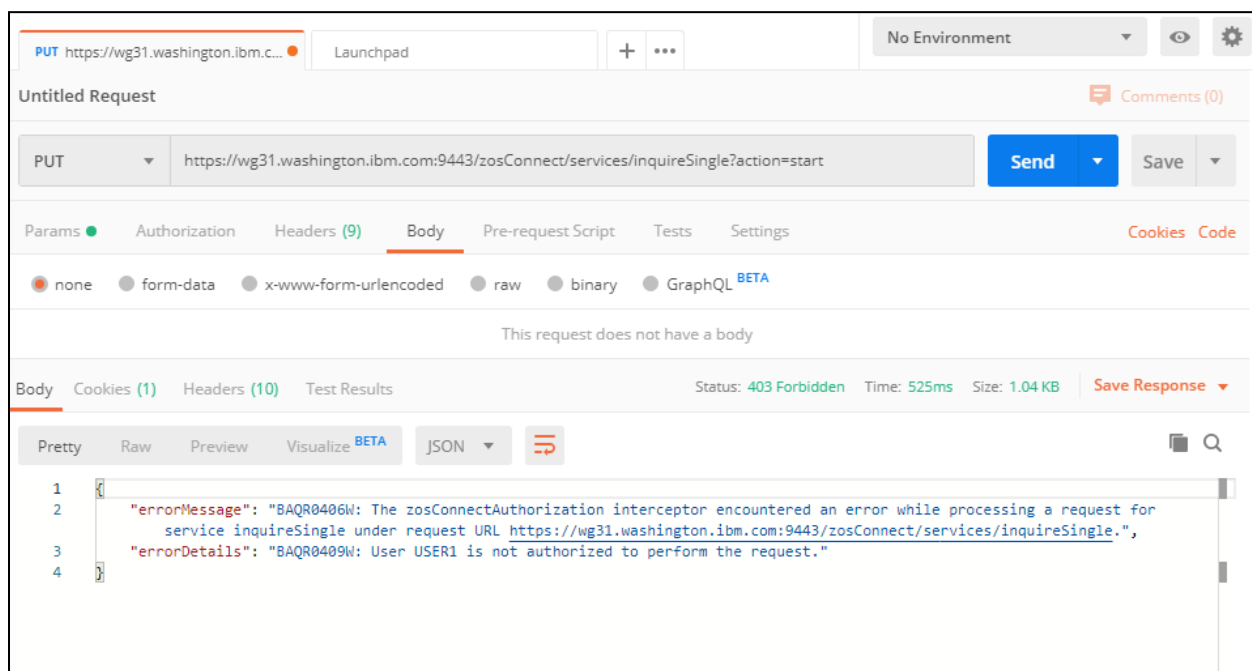 PUT https://wg31.washington.ibm.c...
Launchpad
+
•••
No Environment
Untitled Request
Comments (0)
PUT
https://wg31.washington.ibm.com:9443/zosConnect/services/inquireSingle?action=start
Send
Save
Params
Authorization
Headers (9)
Body
Pre-request Script
Tests
Settings
Cookies
Code
none
form-data
x-www-form-urlencoded
raw
binary
GraphQL BETA
This request does not have a body
Body
Cookies (1)
Headers (10)
Test Results
Status: 403 Forbidden
Time: 525ms
Size: 1.04 KB
Save Response
Pretty
Raw
Preview
Visualize BETA
JSON
1 {
2 "errorMessage": "BAQR0406W: The zosConnectAuthorization interceptor encountered an error while processing a request for
service inquireSingle under request URL https://wg31.washington.ibm.com:9443/zosConnect/services/inquireSingle.",
3 "errorDetails": "BAQR0409W: User USER1 is not authorized to perform the request."
4 }